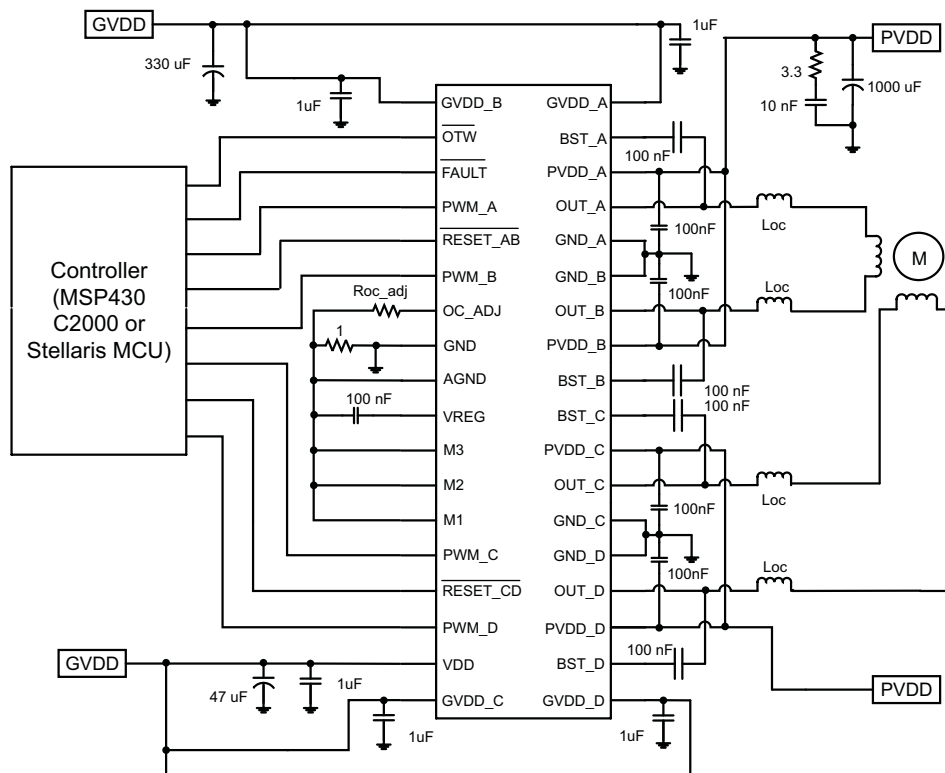 GVDD
1uF
PVDD
330 uF
3.3
1000 uF
10 nF
1uF
GVDD_B
GVDD_A
OTW
BST_A
100 nF
FAULT
PVDD_A
PWM_A
OUT_A
Loc
100nF
RESET_AB
GND_A
M
Controller
(MSP430
C2000 or
Stellaris MCU)
PWM_B
GND_B
100nF
Roc_adj
OC_ADJ
OUT_B
Loc
1
GND
PVDD_B
AGND
BST_B
100 nF
100 nF
VREG
BST_C
100 nF
M3
PVDD_C
M2
OUT_C
Loc
100nF
M1
GND_C
PWM_C
GND_D
100nF
Loc
RESET_CD
OUT_D
PWM_D
PVDD_D
100 nF
GVDD
VDD
BST_D
47 uF
1uF
PVDD
GVDD_C
GVDD_D
1uF
1uF